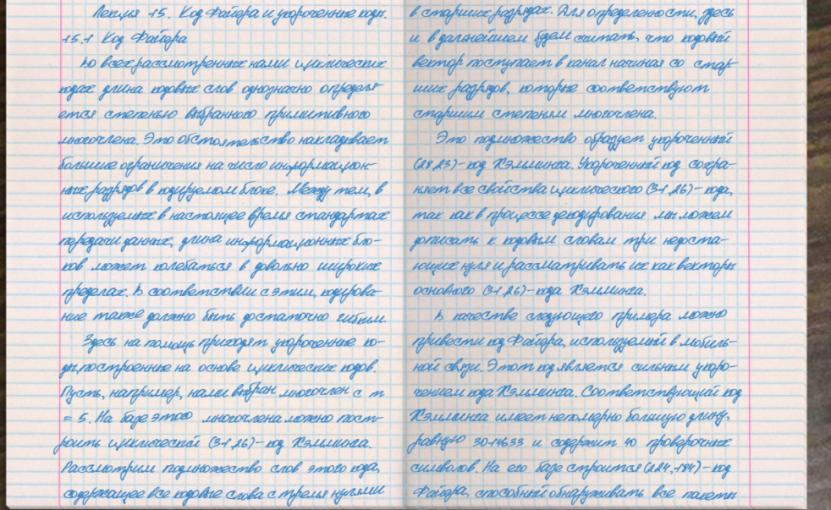 Лекция 15. Код Файера и укороченные коды.
15.1 Код Файера
Во всех рассмотренных нами циклических
кодах длина кодовых слов однозначно определя-
ется степенью выбранного примитивного
многочлена. Это обстоятельство накладывает
большие ограничения на число информацион-
ных разрядов в кодируемом блоке. Между тем, в
используемых в настоящее время стандартах
передачи данных, длина информационных бло-
ков может колебаться в довольно широких
пределах. В соответствии с этим, кодирова-
ние также должно быть достаточно гибким.
Здесь на помощь приходят укороченные ко-
ды, построенные на основе циклических кодов.
Пусть, например, нами выбран многочлен с m
= 5. На базе этого многочлена можно пост-
роить циклический (31,26)-код Хэмминга.
Рассмотрим подмножество слов этого кода,
содержащее все кодовые слова с тремя нулями
в старших разрядах. Для определенности, здесь
и в дальнейшем будем считать, что кодовый
вектор поступает в канал начиная со стар-
ших разрядов, которые соответствуют
старшим степеням многочлена.
Это подмножество образует укороченный
(28,23)-код Хэмминга. Укороченный код сохра-
няет все свойства циклического (31,26)-кода,
так как в процессе декодирования мы можем
дописать к кодовым словам три недоста-
ющих нуля и рассматривать их как векторы
основного (31,26)-кода Хэмминга.
В качестве следующего примера можно
привести код Файера, используемый в мобиль-
ной связи. Этот код является сильным укоро-
чением кода Хэмминга. Соответствующий код
Хэмминга имеет непомерно большую длину,
равную 3014633 и содержит 40 проверочных
символов. На его базе строится (224,184)-код
Файера, способный обнаруживать все пакеты